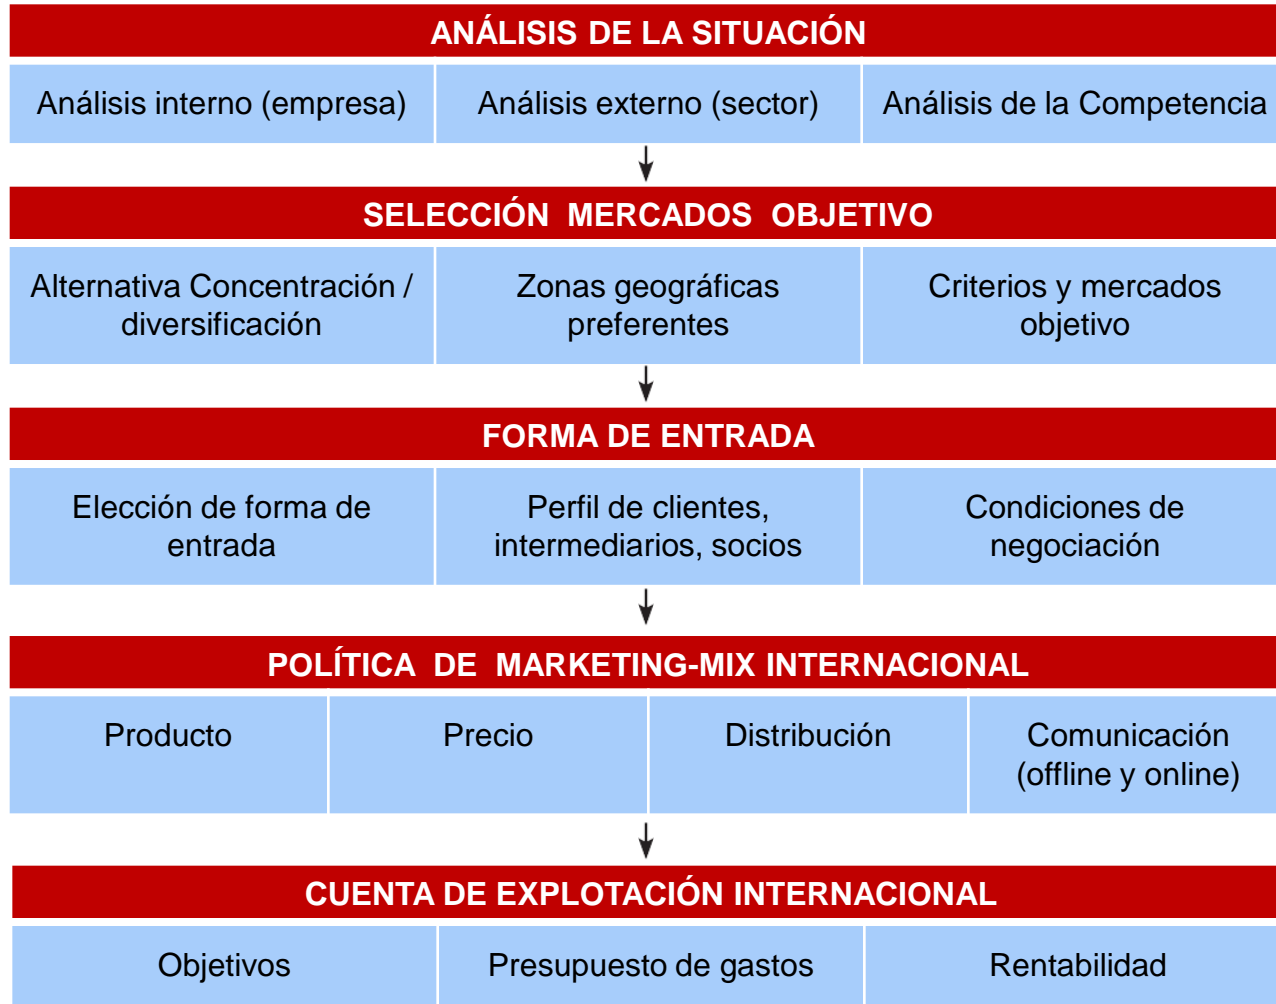 ANÁLISIS DE LA SITUACIÓN
Análisis interno (empresa)
Análisis externo (sector)
Análisis de la Competencia
SELECCIÓN MERCADOS OBJETIVO
Alternativa Concentración /
diversificación
Zonas geográficas
preferentes
Criterios y mercados
objetivo
FORMA DE ENTRADA
Elección de forma de
entrada
Perfil de clientes,
intermediarios, socios
Condiciones de
negociación
POLÍTICA DE MARKETING-MIX INTERNACIONAL
Producto
Precio
Distribución
Comunicación
(offline y online)
CUENTA DE EXPLOTACIÓN INTERNACIONAL
Objetivos
Presupuesto de gastos
Rentabilidad